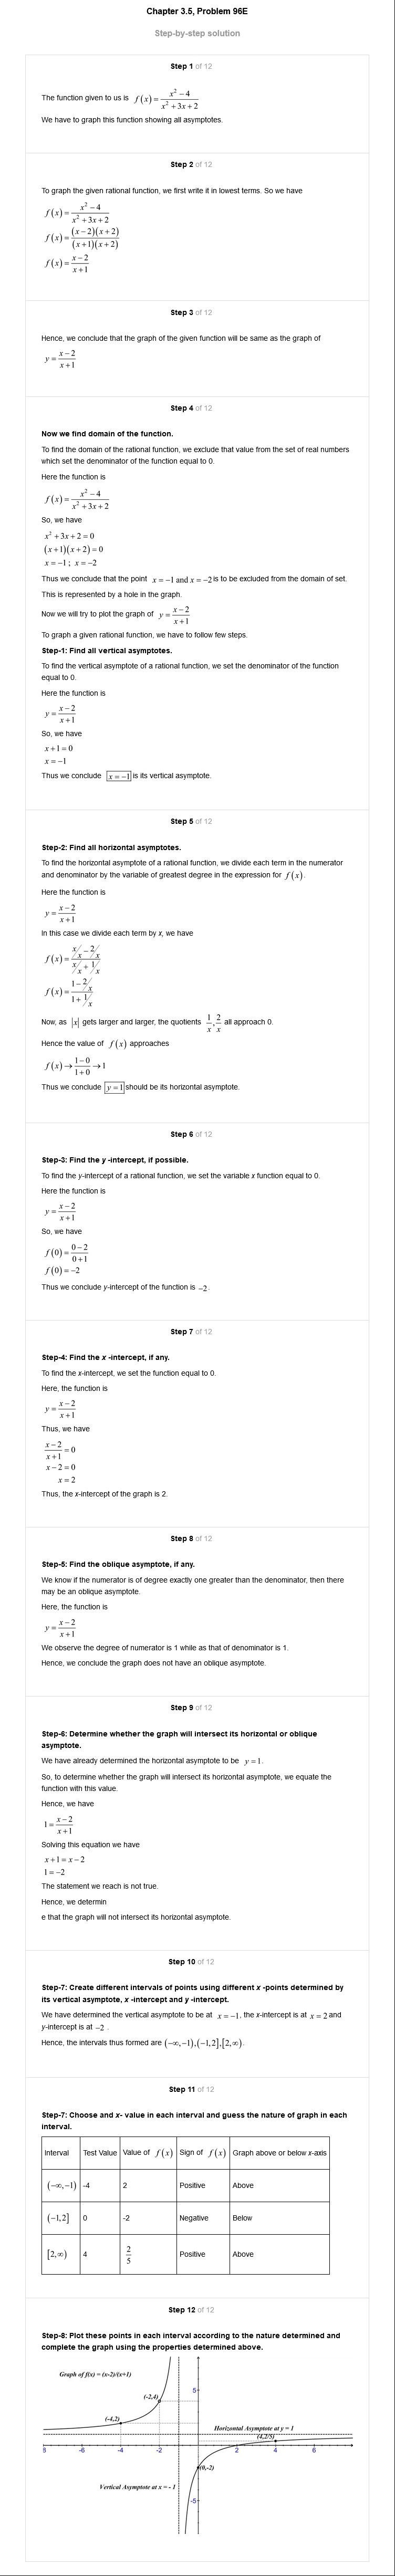 Chapter 3.5, Problem 96E
Step-by-step solution
Step 1 of 12
The function given to us is f(x) = (x² − 4)/(x² + 3x + 2)
We have to graph this function showing all asymptotes.
Step 2 of 12
To graph the given rational function, we first write it in lowest terms. So we have
f(x) = (x² − 4)/(x² + 3x + 2)
f(x) = ((x − 2)(x + 2))/((x + 1)(x + 2))
f(x) = (x − 2)/(x + 1)
Step 3 of 12
Hence, we conclude that the graph of the given function will be same as the graph of
y = (x − 2)/(x + 1)
Step 4 of 12
Now we find domain of the function.
To find the domain of the rational function, we exclude that value from the set of real numbers
which set the denominator of the function equal to 0.
Here the function is
f(x) = (x² − 4)/(x² + 3x + 2)
So, we have
x² + 3x + 2 = 0
(x + 1)(x + 2) = 0
x = −1 ; x = −2
Thus we conclude that the point x = −1 and x = −2 is to be excluded from the domain of set.
This is represented by a hole in the graph.
Now we will try to plot the graph of y = (x − 2)/(x + 1)
To graph a given rational function, we have to follow few steps.
Step-1: Find all vertical asymptotes.
To find the vertical asymptote of a rational function, we set the denominator of the function
equal to 0.
Here the function is
y = (x − 2)/(x + 1)
So, we have
x + 1 = 0
x = −1
Thus we conclude x = −1 is its vertical asymptote.
Step 5 of 12
Step-2: Find all horizontal asymptotes.
To find the horizontal asymptote of a rational function, we divide each term in the numerator
and denominator by the variable of greatest degree in the expression for f(x).
Here the function is
y = (x − 2)/(x + 1)
In this case we divide each term by x, we have
f(x) = (x/x − 2/x)/(x/x + 1/x)
f(x) = (1 − 2/x)/(1 + 1/x)
Now, as |x| gets larger and larger, the quotients 1/x, 2/x all approach 0.
Hence the value of f(x) approaches
f(x) → (1 − 0)/(1 + 0) → 1
Thus we conclude y = 1 should be its horizontal asymptote.
Step 6 of 12
Step-3: Find the y -intercept, if possible.
To find the y-intercept of a rational function, we set the variable x function equal to 0.
Here the function is
y = (x − 2)/(x + 1)
So, we have
f(0) = (0 − 2)/(0 + 1)
f(0) = −2
Thus we conclude y-intercept of the function is −2.
Step 7 of 12
Step-4: Find the x -intercept, if any.
To find the x-intercept, we set the function equal to 0.
Here, the function is
y = (x − 2)/(x + 1)
Thus, we have
(x − 2)/(x + 1) = 0
x − 2 = 0
x = 2
Thus, the x-intercept of the graph is 2.
Step 8 of 12
Step-5: Find the oblique asymptote, if any.
We know if the numerator is of degree exactly one greater than the denominator, then there
may be an oblique asymptote.
Here, the function is
y = (x − 2)/(x + 1)
We observe the degree of numerator is 1 while as that of denominator is 1.
Hence, we conclude the graph does not have an oblique asymptote.
Step 9 of 12
Step-6: Determine whether the graph will intersect its horizontal or oblique
asymptote.
We have already determined the horizontal asymptote to be y = 1.
So, to determine whether the graph will intersect its horizontal asymptote, we equate the
function with this value.
Hence, we have
1 = (x − 2)/(x + 1)
Solving this equation we have
x + 1 = x − 2
1 = −2
The statement we reach is not true.
Hence, we determin
e that the graph will not intersect its horizontal asymptote.
Step 10 of 12
Step-7: Create different intervals of points using different x -points determined by
its vertical asymptote, x -intercept and y -intercept.
We have determined the vertical asymptote to be at x = −1, the x-intercept is at x = 2 and
y-intercept is at −2 .
Hence, the intervals thus formed are (−∞, −1), (−1, 2], [2, ∞).
Step 11 of 12
Step-7: Choose and x- value in each interval and guess the nature of graph in each
interval.
Interval Test Value Value of f(x) Sign of f(x) Graph above or below x-axis
(−∞, −1) -4 2 Positive Above
(−1, 2] 0 -2 Negative Below
[2, ∞) 4 2/5 Positive Above
Step 12 of 12
Step-8: Plot these points in each interval according to the nature determined and
complete the graph using the properties determined above.
Graph of f(x) = (x-2)/(x+1)
5
(-2,4)
(-4,2)
Horizontal Asymptote at y = 1
(4,2/5)
8 -6 -4 -2 2 4 6
(0,-2)
Vertical Asymptote at x = - 1
-5